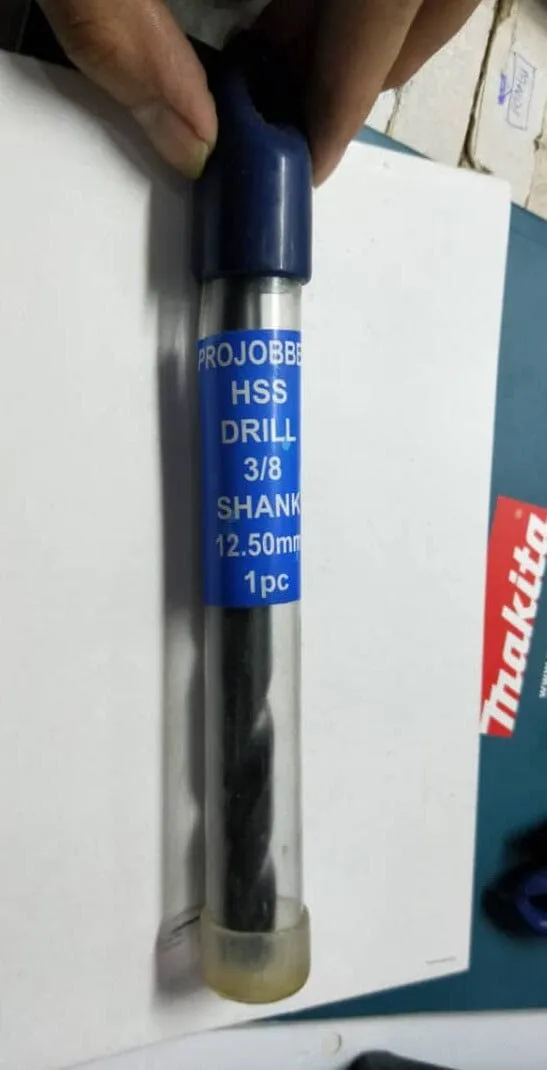 PROJOBBE
HSS
DRILL
3/8
SHANK
12.50mm
1pc
makita